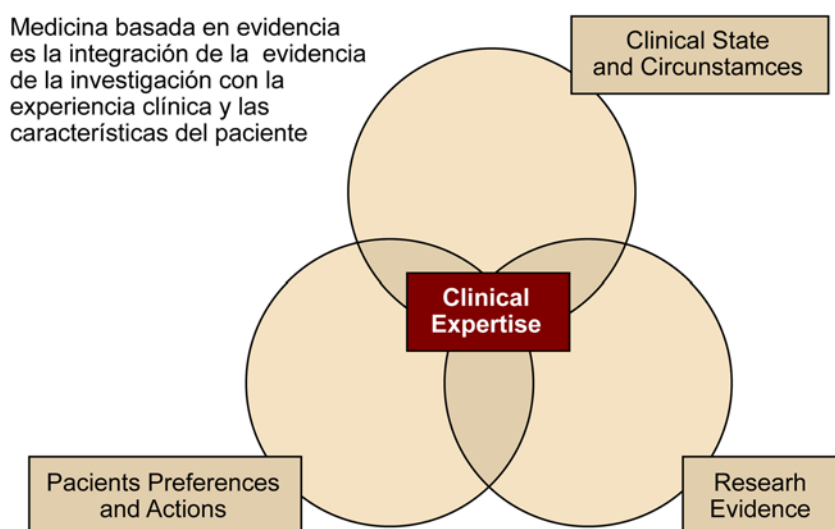 Medicina basada en evidencia
es la integración de la evidencia
de la investigación con la
experiencia clínica y las
características del paciente
Clinical State
and Circunstamces
Clinical
Expertise
Pacients Preferences
and Actions
Researh
Evidence